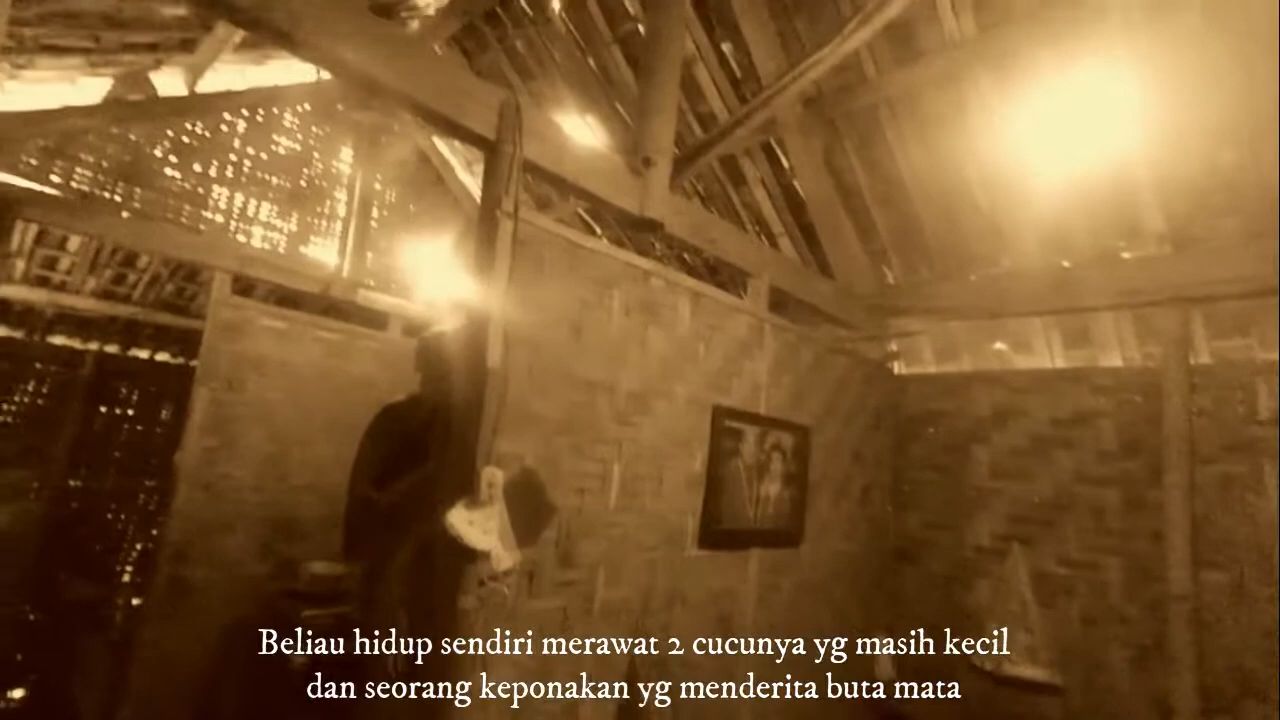 Beliau hidup sendiri merawat 2 cucunya yg masih kecil
dan seorang keponakan yg menderita buta mata